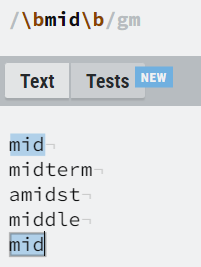 /\bmid\b/gm
Text Tests NEW
mid¬
midterm¬
amidst¬
middle¬
mid